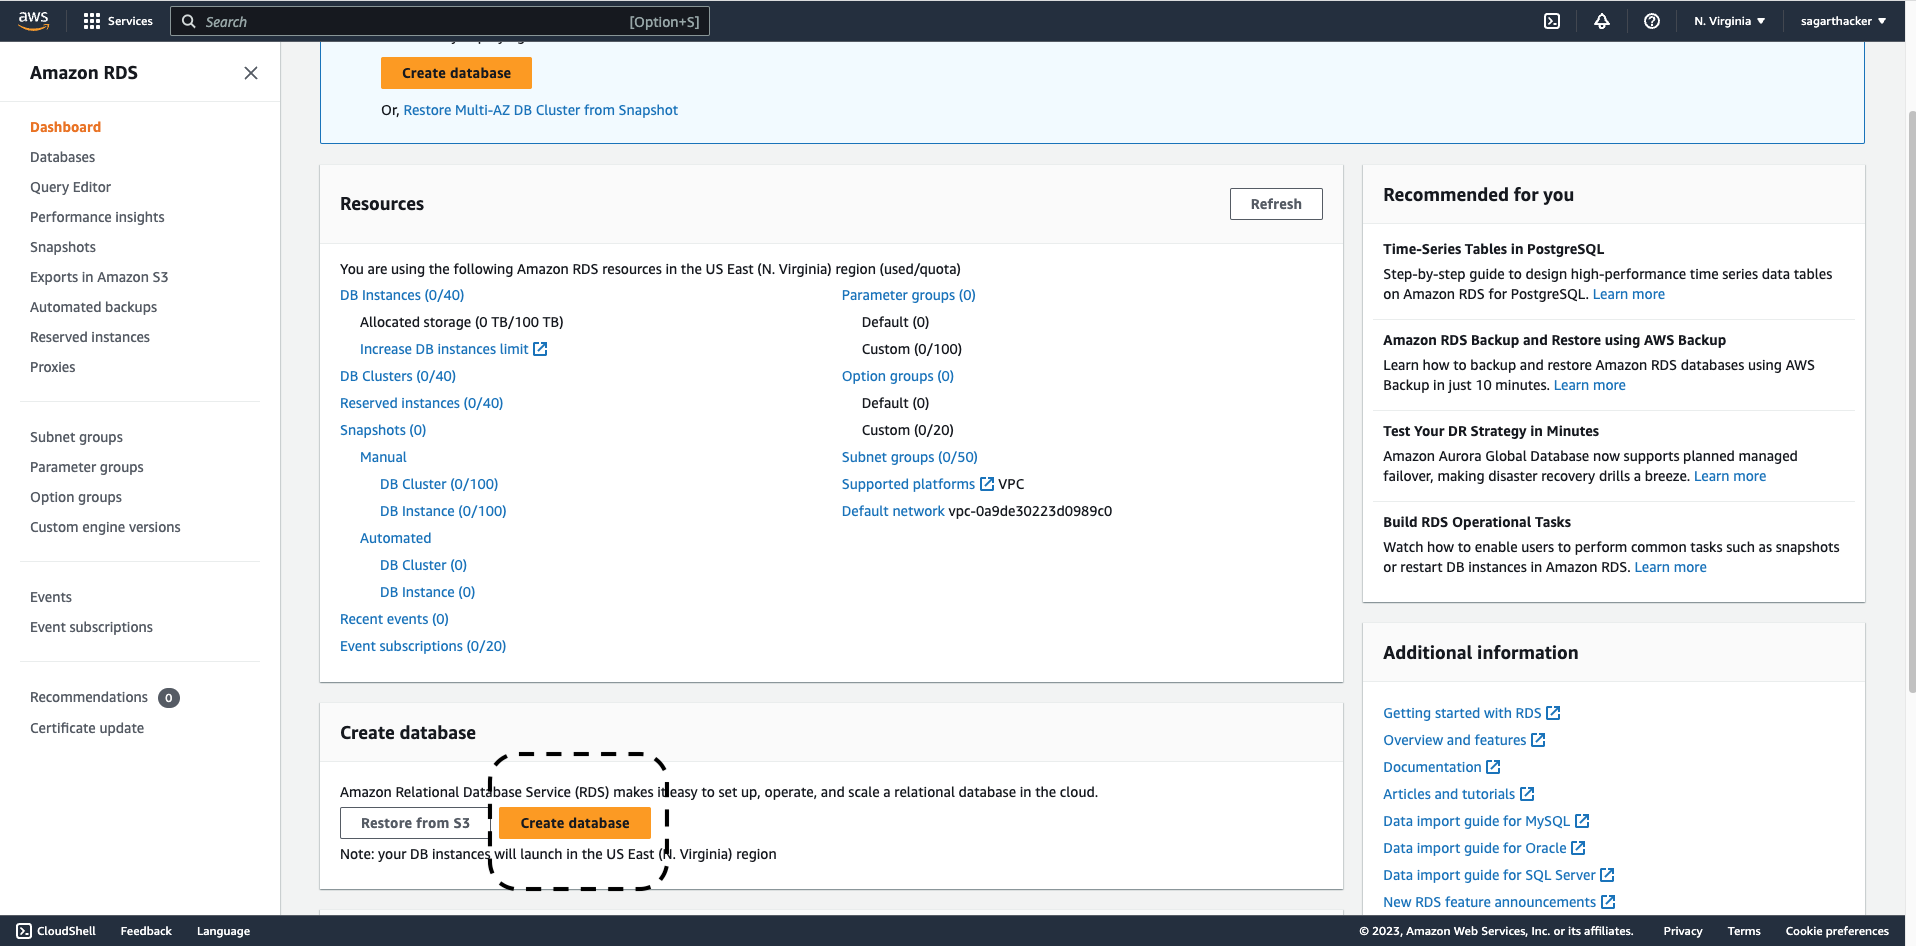 aws
Services
Search
[Option+S]
N. Virginia
sagarthacker
Amazon RDS
Dashboard
Databases
Query Editor
Performance insights
Snapshots
Exports in Amazon S3
Automated backups
Reserved instances
Proxies
Subnet groups
Parameter groups
Option groups
Custom engine versions
Events
Event subscriptions
Recommendations 0
Certificate update
Create database
Or, Restore Multi-AZ DB Cluster from Snapshot
Resources
Refresh
You are using the following Amazon RDS resources in the US East (N. Virginia) region (used/quota)
DB Instances (0/40)
Allocated storage (0 TB/100 TB)
Increase DB instances limit
DB Clusters (0/40)
Reserved instances (0/40)
Snapshots (0)
Manual
DB Cluster (0/100)
DB Instance (0/100)
Automated
DB Cluster (0)
DB Instance (0)
Recent events (0)
Event subscriptions (0/20)
Parameter groups (0)
Default (0)
Custom (0/100)
Option groups (0)
Default (0)
Custom (0/20)
Subnet groups (0/50)
Supported platforms VPC
Default network vpc-0a9de30223d0989c0
Create database
Amazon Relational Database Service (RDS) makes it easy to set up, operate, and scale a relational database in the cloud.
Restore from S3
Create database
Note: your DB instances will launch in the US East (N. Virginia) region
Recommended for you
Time-Series Tables in PostgreSQL
Step-by-step guide to design high-performance time series data tables
on Amazon RDS for PostgreSQL. Learn more
Amazon RDS Backup and Restore using AWS Backup
Learn how to backup and restore Amazon RDS databases using AWS
Backup in just 10 minutes. Learn more
Test Your DR Strategy in Minutes
Amazon Aurora Global Database now supports planned managed
failover, making disaster recovery drills a breeze. Learn more
Build RDS Operational Tasks
Watch how to enable users to perform common tasks such as snapshots
or restart DB instances in Amazon RDS. Learn more
Additional information
Getting started with RDS
Overview and features
Documentation
Articles and tutorials
Data import guide for MySQL
Data import guide for Oracle
Data import guide for SQL Server
New RDS feature announcements
CloudShell
Feedback
Language
© 2023, Amazon Web Services, Inc. or its affiliates.
Privacy
Terms
Cookie preferences